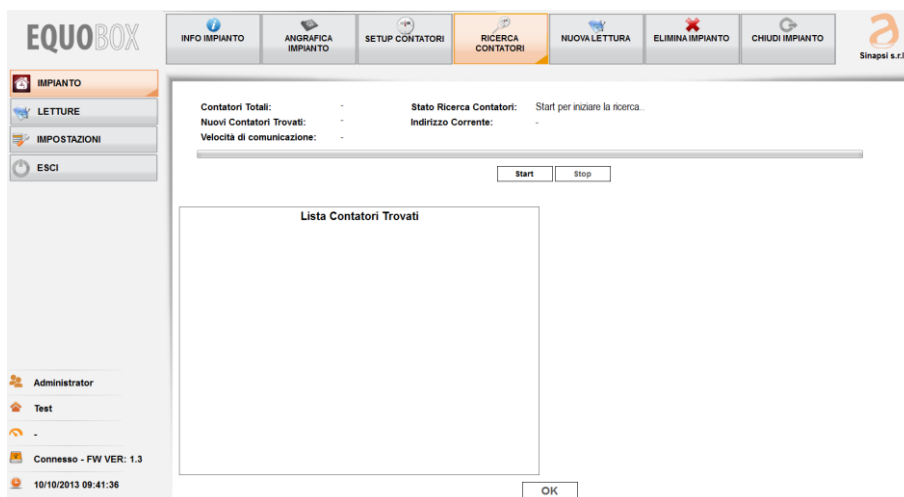 EQUOBOX
INFO IMPIANTO
ANGRAFICA
IMPIANTO
SETUP CONTATORI
RICERCA
CONTATORI
NUOVA LETTURA
ELIMINA IMPIANTO
CHIUDI IMPIANTO
Sinapsi s.r.l
IMPIANTO
LETTURE
IMPOSTAZIONI
ESCI
Contatori Totali: - Stato Ricerca Contatori: Start per iniziare la ricerca...
Nuovi Contatori Trovati: - Indirizzo Corrente: -
Velocità di comunicazione: -
Start Stop
Lista Contatori Trovati
Administrator
Test
-
Connesso - FW VER: 1.3
10/10/2013 09:41:36
OK